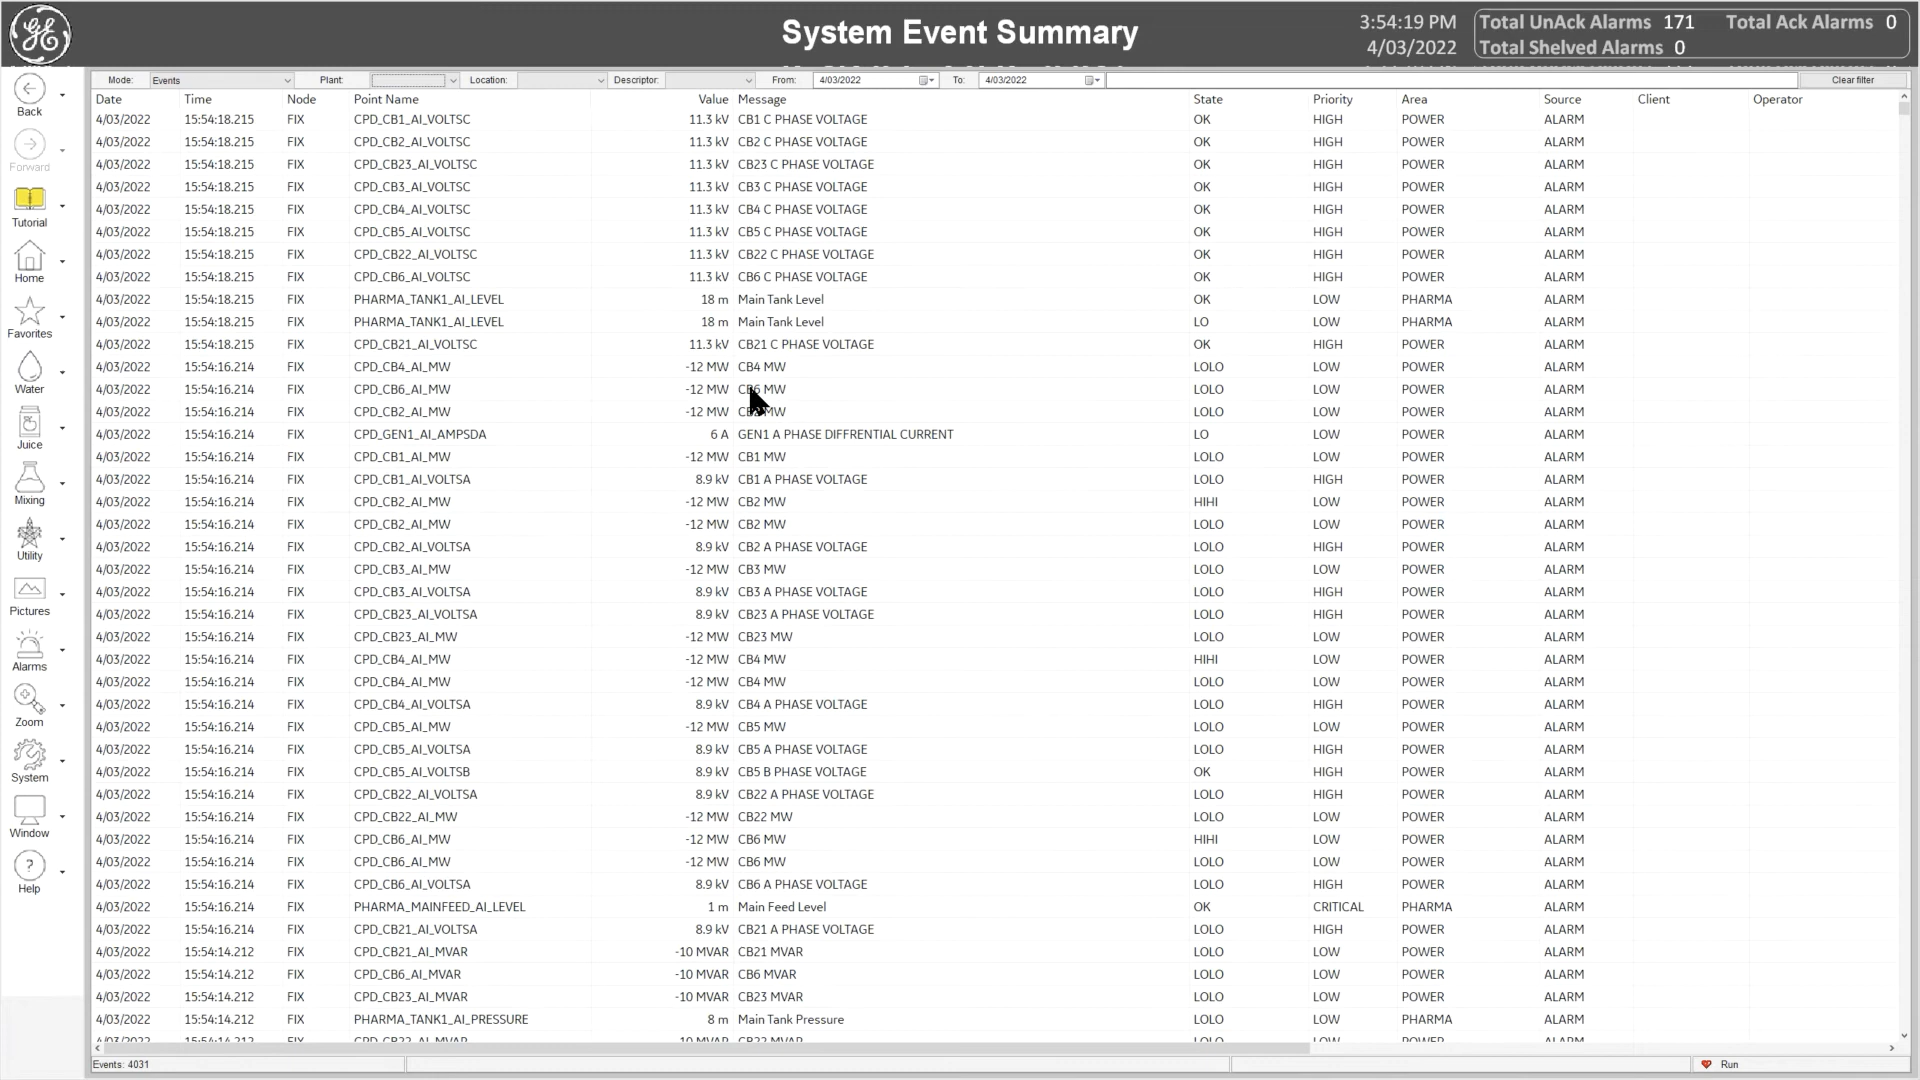 System Event Summary
3:54:19 PM
4/03/2022
Total UnAck Alarms 171 Total Ack Alarms 0
Total Shelved Alarms 0
Mode: Events Plant: Location: Descriptor: From: 4/03/2022 To: 4/03/2022 Clear filter
Back
Forward
Tutorial
Home
Favorites
Water
Juice
Mixing
Utility
Pictures
Alarms
Zoom
System
Window
Help
Date Time Node Point Name Value Message State Priority Area Source Client Operator
4/03/2022 15:54:18.215 FIX CPD_CB1_AI_VOLTSC 11.3 kV CB1 C PHASE VOLTAGE OK HIGH POWER ALARM
4/03/2022 15:54:18.215 FIX CPD_CB2_AI_VOLTSC 11.3 kV CB2 C PHASE VOLTAGE OK HIGH POWER ALARM
4/03/2022 15:54:18.215 FIX CPD_CB23_AI_VOLTSC 11.3 kV CB23 C PHASE VOLTAGE OK HIGH POWER ALARM
4/03/2022 15:54:18.215 FIX CPD_CB3_AI_VOLTSC 11.3 kV CB3 C PHASE VOLTAGE OK HIGH POWER ALARM
4/03/2022 15:54:18.215 FIX CPD_CB4_AI_VOLTSC 11.3 kV CB4 C PHASE VOLTAGE OK HIGH POWER ALARM
4/03/2022 15:54:18.215 FIX CPD_CB5_AI_VOLTSC 11.3 kV CB5 C PHASE VOLTAGE OK HIGH POWER ALARM
4/03/2022 15:54:18.215 FIX CPD_CB22_AI_VOLTSC 11.3 kV CB22 C PHASE VOLTAGE OK HIGH POWER ALARM
4/03/2022 15:54:18.215 FIX CPD_CB6_AI_VOLTSC 11.3 kV CB6 C PHASE VOLTAGE OK HIGH POWER ALARM
4/03/2022 15:54:18.215 FIX PHARMA_TANK1_AI_LEVEL 18 m Main Tank Level OK LOW PHARMA ALARM
4/03/2022 15:54:18.215 FIX PHARMA_TANK1_AI_LEVEL 18 m Main Tank Level LO LOW PHARMA ALARM
4/03/2022 15:54:18.215 FIX CPD_CB21_AI_VOLTSC 11.3 kV CB21 C PHASE VOLTAGE OK HIGH POWER ALARM
4/03/2022 15:54:16.214 FIX CPD_CB4_AI_MW -12 MW CB4 MW LOLO LOW POWER ALARM
4/03/2022 15:54:16.214 FIX CPD_CB6_AI_MW -12 MW CB6 MW LOLO LOW POWER ALARM
4/03/2022 15:54:16.214 FIX CPD_CB2_AI_MW -12 MW MW LOLO LOW POWER ALARM
4/03/2022 15:54:16.214 FIX CPD_GEN1_AI_AMPSDA 6 A GEN1 A PHASE DIFFRENTIAL CURRENT LO LOW POWER ALARM
4/03/2022 15:54:16.214 FIX CPD_CB1_AI_MW -12 MW CB1 MW LOLO LOW POWER ALARM
4/03/2022 15:54:16.214 FIX CPD_CB1_AI_VOLTSA 8.9 kV CB1 A PHASE VOLTAGE LOLO HIGH POWER ALARM
4/03/2022 15:54:16.214 FIX CPD_CB2_AI_MW -12 MW CB2 MW HIHI LOW POWER ALARM
4/03/2022 15:54:16.214 FIX CPD_CB2_AI_MW -12 MW CB2 MW LOLO LOW POWER ALARM
4/03/2022 15:54:16.214 FIX CPD_CB2_AI_VOLTSA 8.9 kV CB2 A PHASE VOLTAGE LOLO HIGH POWER ALARM
4/03/2022 15:54:16.214 FIX CPD_CB3_AI_MW -12 MW CB3 MW LOLO LOW POWER ALARM
4/03/2022 15:54:16.214 FIX CPD_CB3_AI_VOLTSA 8.9 kV CB3 A PHASE VOLTAGE LOLO HIGH POWER ALARM
4/03/2022 15:54:16.214 FIX CPD_CB23_AI_VOLTSA 8.9 kV CB23 A PHASE VOLTAGE LOLO HIGH POWER ALARM
4/03/2022 15:54:16.214 FIX CPD_CB23_AI_MW -12 MW CB23 MW LOLO LOW POWER ALARM
4/03/2022 15:54:16.214 FIX CPD_CB4_AI_MW -12 MW CB4 MW HIHI LOW POWER ALARM
4/03/2022 15:54:16.214 FIX CPD_CB4_AI_MW -12 MW CB4 MW LOLO LOW POWER ALARM
4/03/2022 15:54:16.214 FIX CPD_CB4_AI_VOLTSA 8.9 kV CB4 A PHASE VOLTAGE LOLO HIGH POWER ALARM
4/03/2022 15:54:16.214 FIX CPD_CB5_AI_MW -12 MW CB5 MW LOLO LOW POWER ALARM
4/03/2022 15:54:16.214 FIX CPD_CB5_AI_VOLTSA 8.9 kV CB5 A PHASE VOLTAGE LOLO HIGH POWER ALARM
4/03/2022 15:54:16.214 FIX CPD_CB5_AI_VOLTSB 8.9 kV CB5 B PHASE VOLTAGE OK HIGH POWER ALARM
4/03/2022 15:54:16.214 FIX CPD_CB22_AI_VOLTSA 8.9 kV CB22 A PHASE VOLTAGE LOLO HIGH POWER ALARM
4/03/2022 15:54:16.214 FIX CPD_CB22_AI_MW -12 MW CB22 MW LOLO LOW POWER ALARM
4/03/2022 15:54:16.214 FIX CPD_CB6_AI_MW -12 MW CB6 MW HIHI LOW POWER ALARM
4/03/2022 15:54:16.214 FIX CPD_CB6_AI_MW -12 MW CB6 MW LOLO LOW POWER ALARM
4/03/2022 15:54:16.214 FIX CPD_CB6_AI_VOLTSA 8.9 kV CB6 A PHASE VOLTAGE LOLO HIGH POWER ALARM
4/03/2022 15:54:16.214 FIX PHARMA_MAINFEED_AI_LEVEL 1 m Main Feed Level OK CRITICAL PHARMA ALARM
4/03/2022 15:54:16.214 FIX CPD_CB21_AI_VOLTSA 8.9 kV CB21 A PHASE VOLTAGE LOLO HIGH POWER ALARM
4/03/2022 15:54:14.212 FIX CPD_CB21_AI_MVAR -10 MVAR CB21 MVAR LOLO LOW POWER ALARM
4/03/2022 15:54:14.212 FIX CPD_CB6_AI_MVAR -10 MVAR CB6 MVAR LOLO LOW POWER ALARM
4/03/2022 15:54:14.212 FIX CPD_CB23_AI_MVAR -10 MVAR CB23 MVAR LOLO LOW POWER ALARM
4/03/2022 15:54:14.212 FIX PHARMA_TANK1_AI_PRESSURE 8 m Main Tank Pressure LOLO LOW PHARMA ALARM
4/03/2022 15:54:14.212 FIX CPD_CB22_AI_MVAR -10 MVAR CB22 MVAR LOLO LOW POWER ALARM
Events: 4031 Run